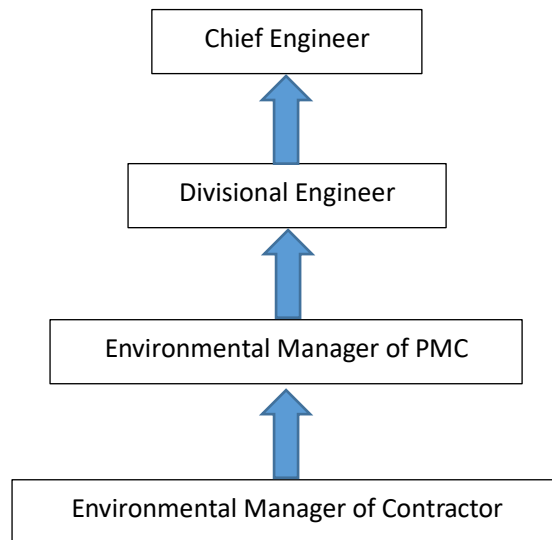 Chief Engineer
Divisional Engineer
Environmental Manager of PMC
Environmental Manager of Contractor